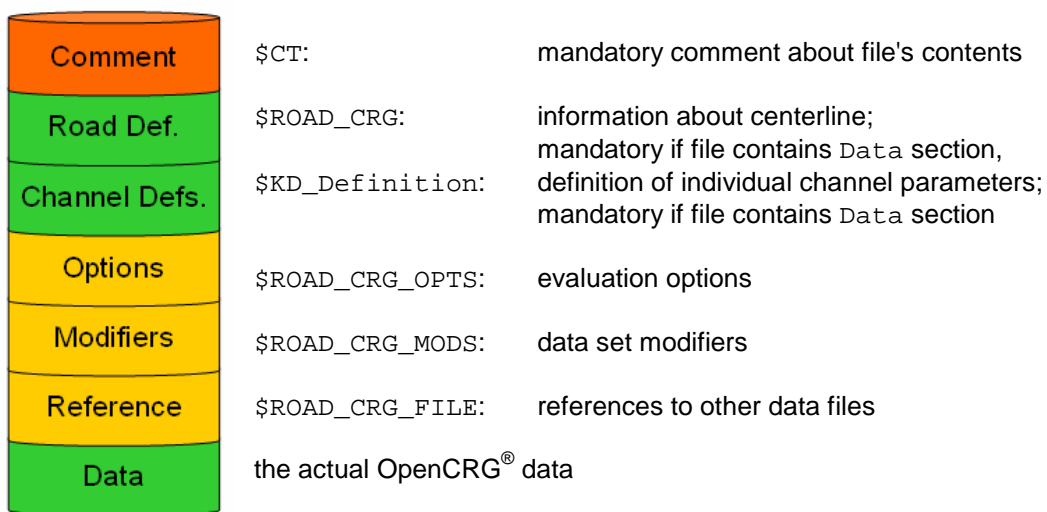 Comment $CT: mandatory comment about file's contents
Road Def. $ROAD_CRG: information about centerline;
mandatory if file contains Data section,
Channel Defs. $KD_Definition: definition of individual channel parameters;
mandatory if file contains Data section
Options $ROAD_CRG_OPTS: evaluation options
Modifiers $ROAD_CRG_MODS: data set modifiers
Reference $ROAD_CRG_FILE: references to other data files
Data the actual OpenCRG® data